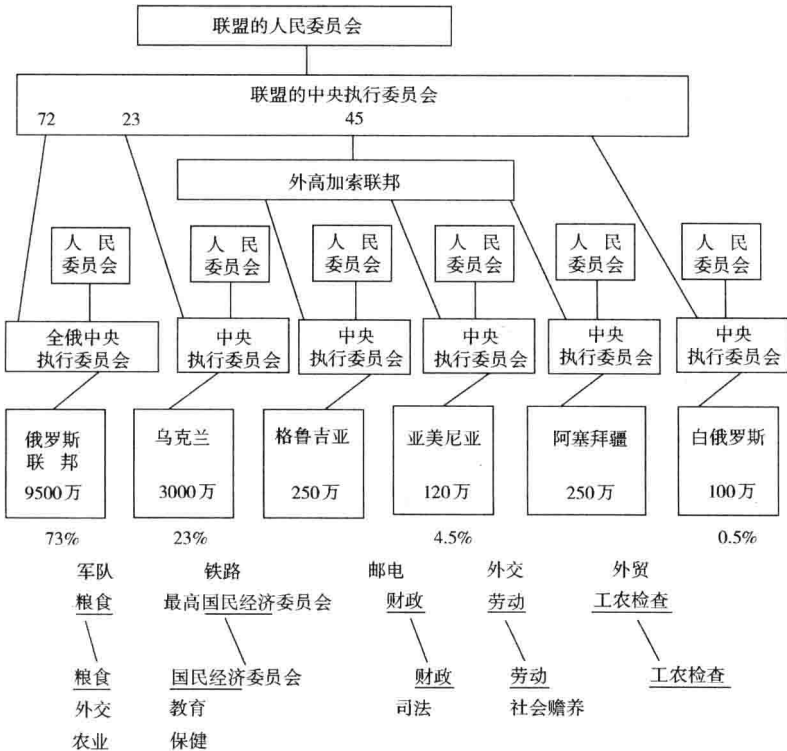 联盟的人民委员会
联盟的中央执行委员会
72 23 45
外高加索联邦
人 民
委员会
人 民
委员会
人 民
委员会
人 民
委员会
人 民
委员会
人 民
委员会
全俄中央
执行委员会
中央
执行委员会
中央
执行委员会
中央
执行委员会
中央
执行委员会
中央
执行委员会
俄罗斯
联 邦
9500万
乌克兰
3000万
格鲁吉亚
250万
亚美尼亚
120万
阿塞拜疆
250万
白俄罗斯
100万
73% 23% 4.5% 0.5%
军队 铁路 邮电 外交 外贸
粮食 最高国民经济委员会 财政 劳动 工农检查
粮食 国民经济委员会 财政 劳动 工农检查
外交 教育 司法 社会赡养
农业 保健